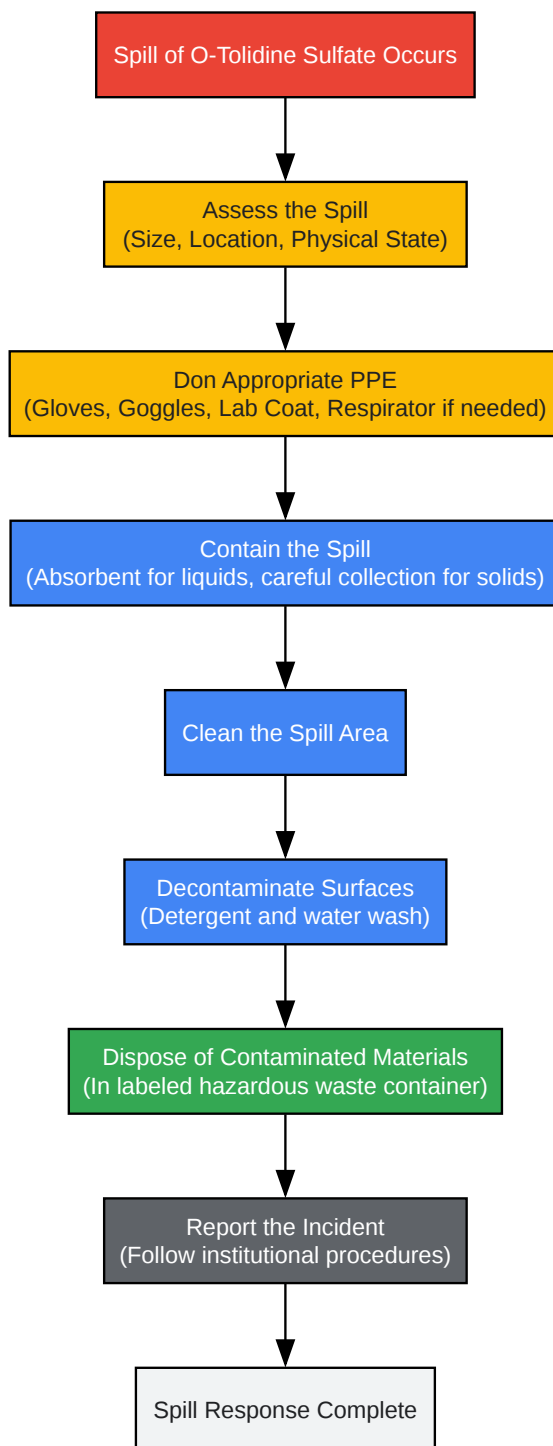 Spill of O-Tolidine Sulfate Occurs
Assess the Spill
(Size, Location, Physical State)
Don Appropriate PPE
(Gloves, Goggles, Lab Coat, Respirator if needed)
Contain the Spill
(Absorbent for liquids, careful collection for solids)
Clean the Spill Area
Decontaminate Surfaces
(Detergent and water wash)
Dispose of Contaminated Materials
(In labeled hazardous waste container)
Report the Incident
(Follow institutional procedures)
Spill Response Complete